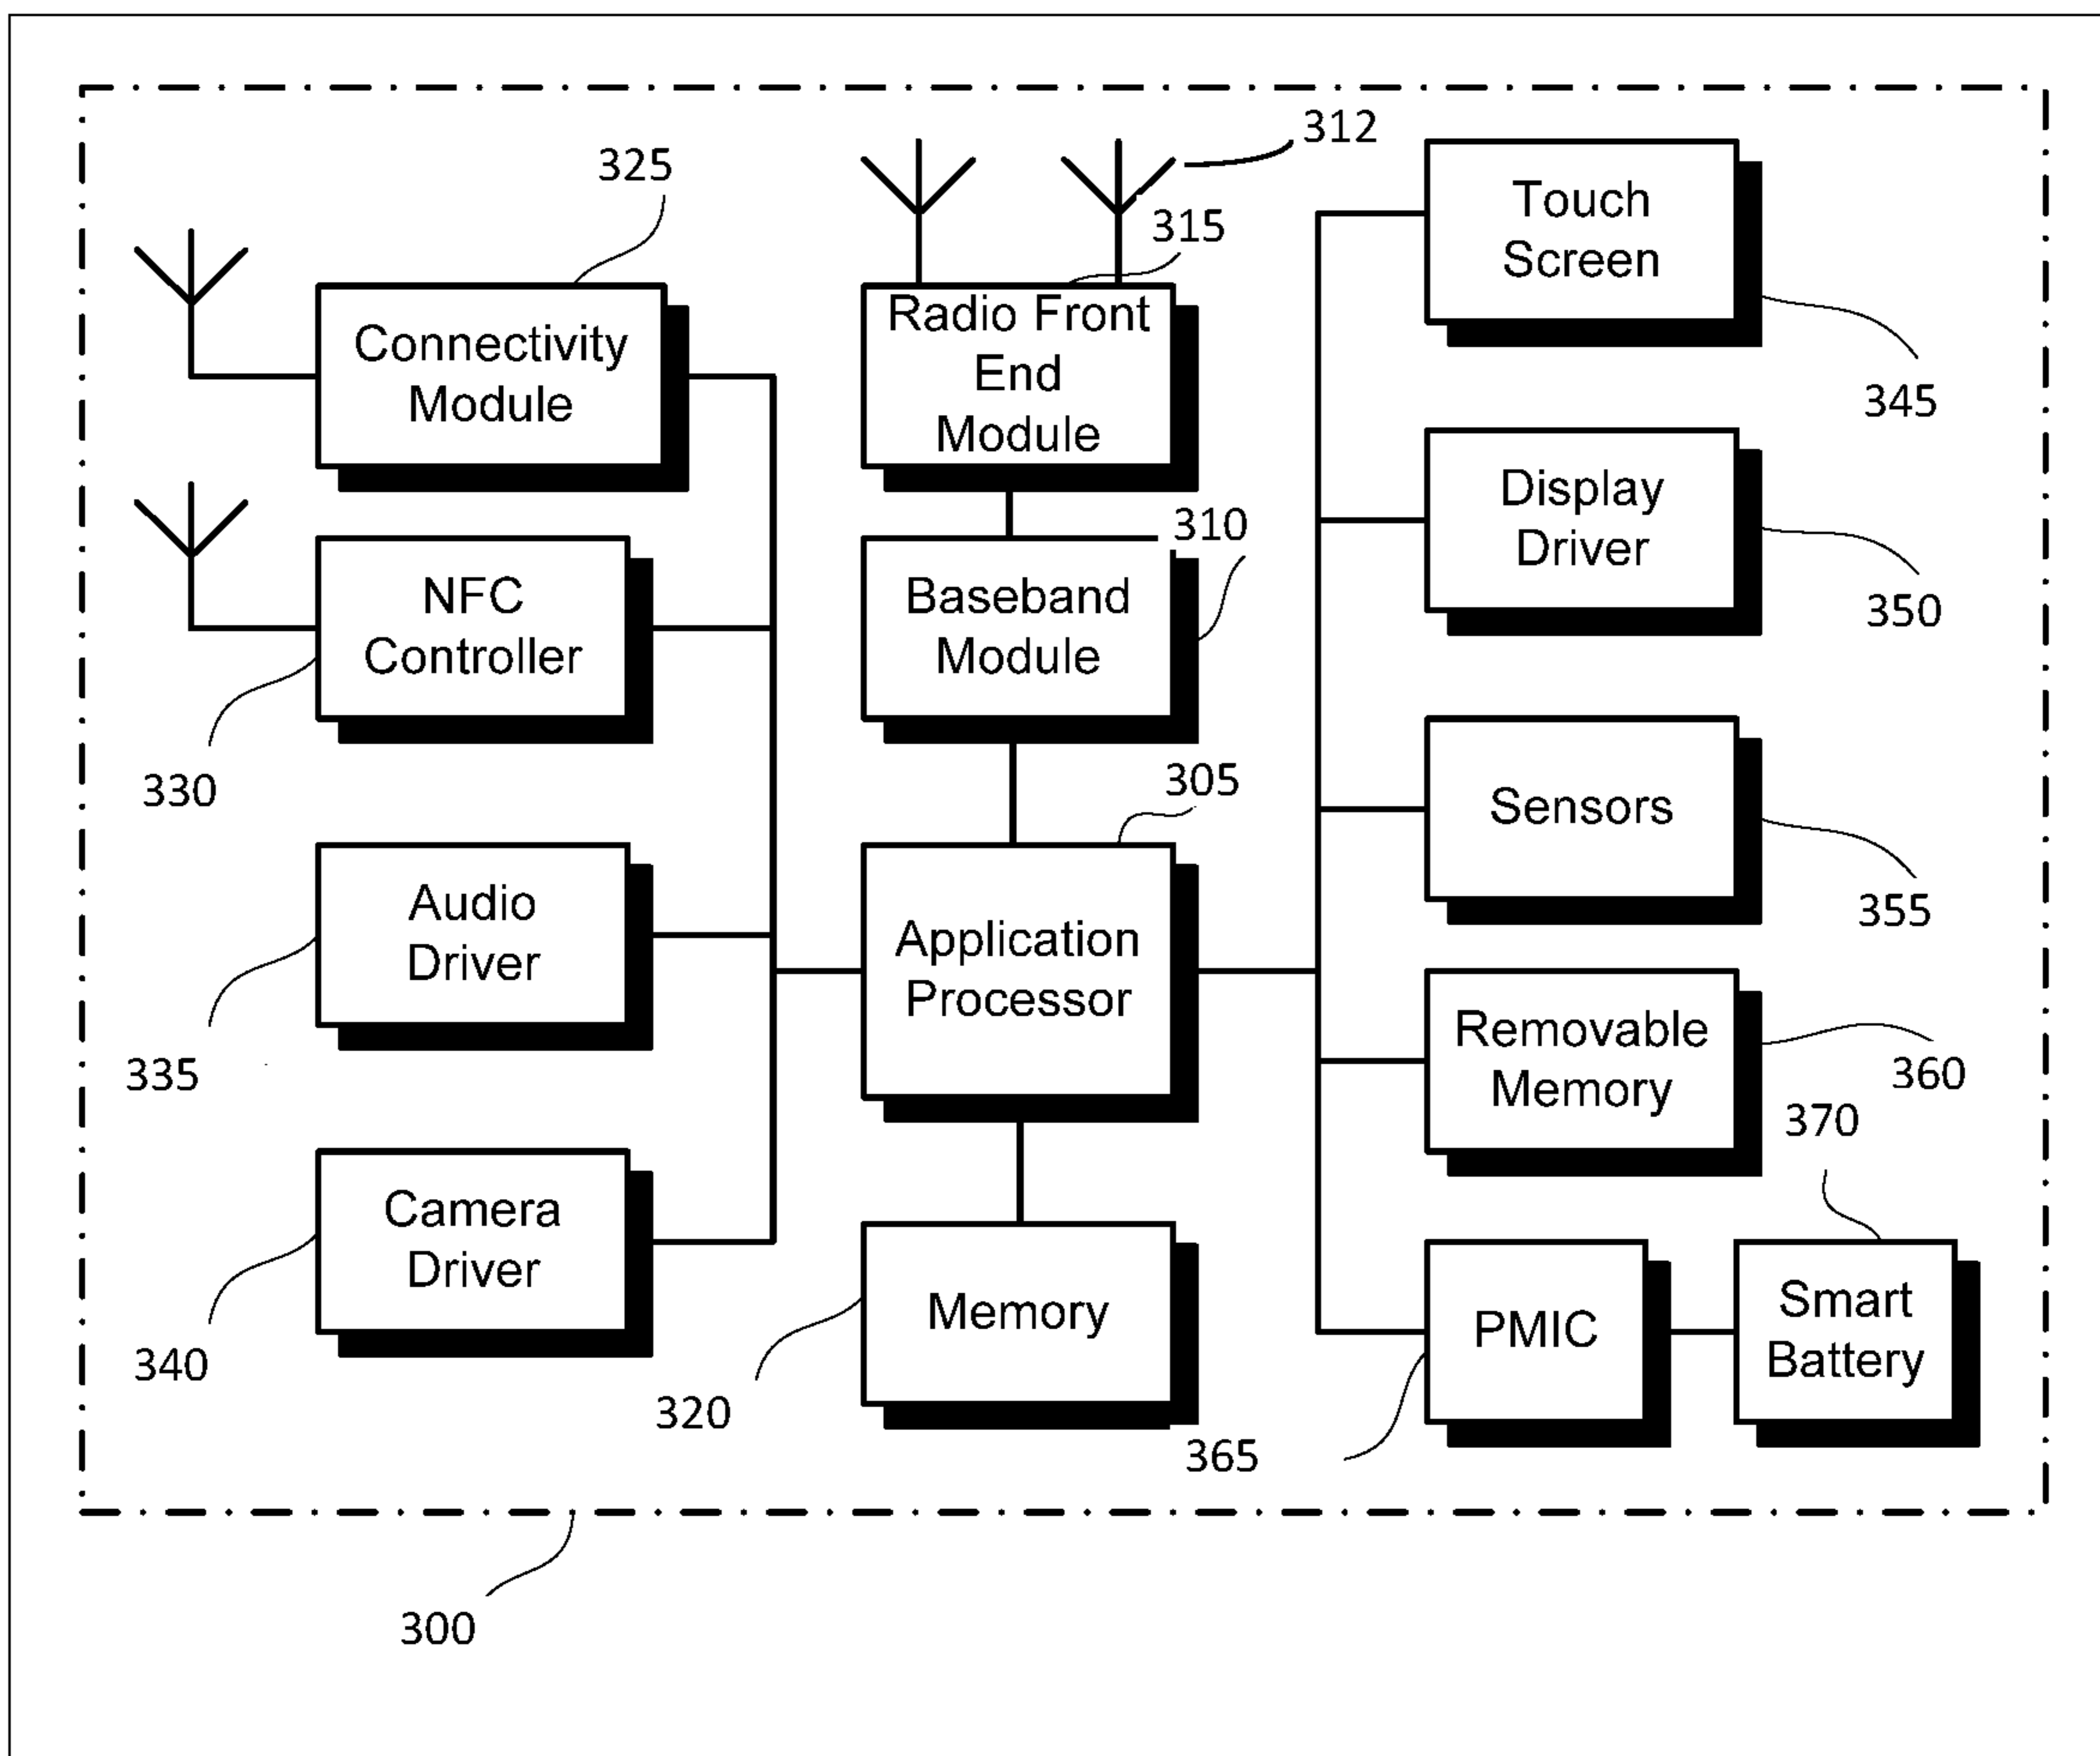 312
325
315
Touch
Screen
Connectivity
Module
Radio Front
End
Module
345
310
Display
Driver
350
NFC
Controller
Baseband
Module
330
305
Sensors
355
Audio
Driver
335
Application
Processor
Removable
Memory
360
370
Camera
Driver
340
Memory
320
365
PMIC
Smart
Battery
300